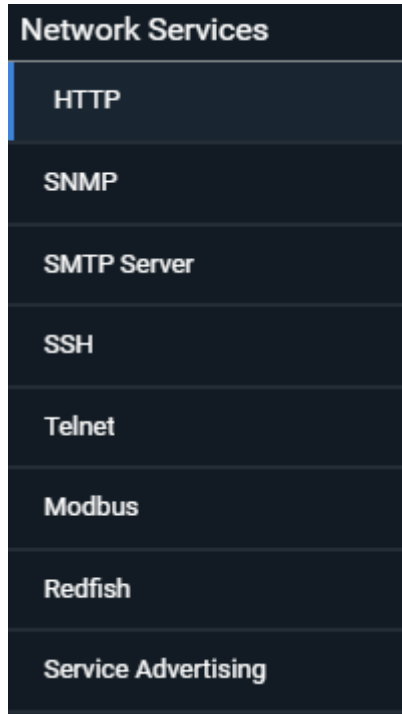 Network Services
HTTP
SNMP
SMTP Server
SSH
Telnet
Modbus
Redfish
Service Advertising